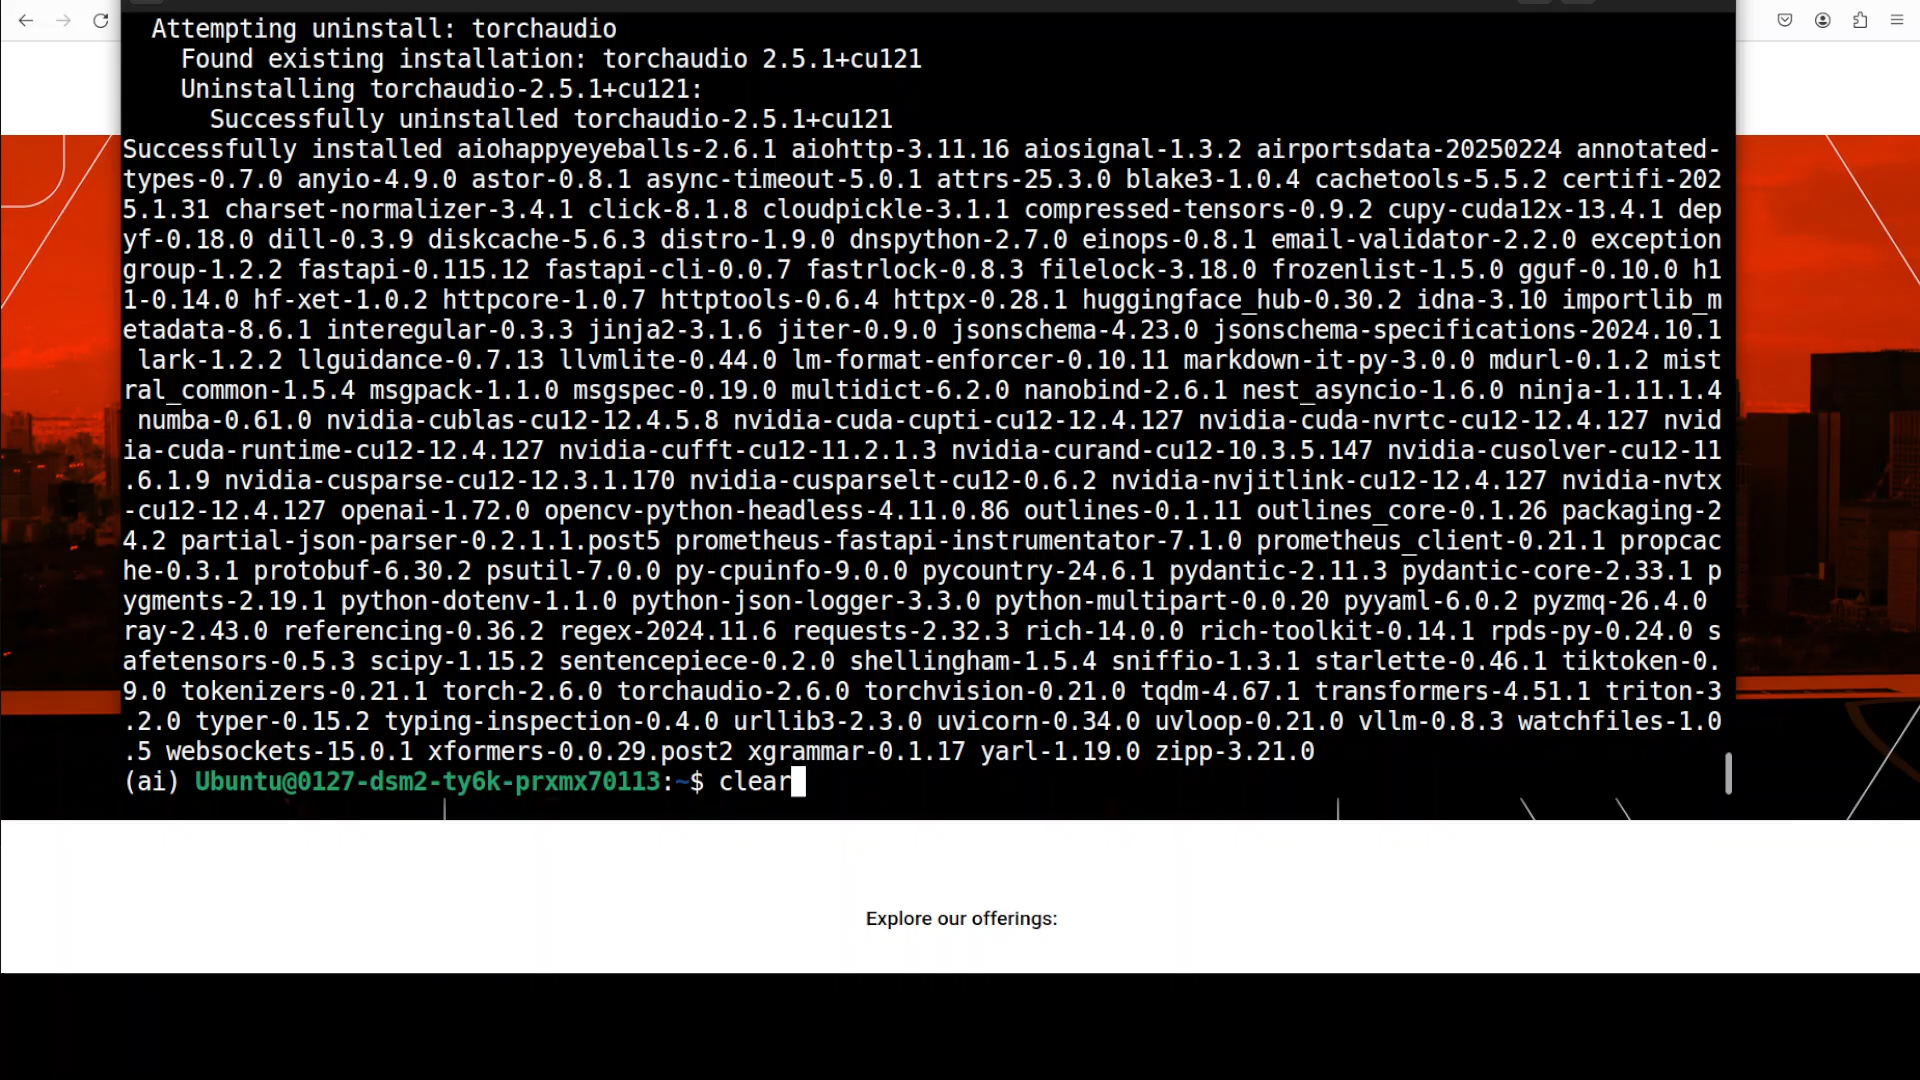 Attempting uninstall: torchaudio
Found existing installation: torchaudio 2.5.1+cu121
Uninstalling torchaudio-2.5.1+cu121:
Successfully uninstalled torchaudio-2.5.1+cu121
Successfully installed aiohappyeyeballs-2.6.1 aiohttp-3.11.16 aiosignal-1.3.2 airportsdata-20250224 annotated-
types-0.7.0 anyio-4.9.0 astor-0.8.1 async-timeout-5.0.1 attrs-25.3.0 blake3-1.0.4 cachetools-5.5.2 certifi-202
5.1.31 charset-normalizer-3.4.1 click-8.1.8 cloudpickle-3.1.1 compressed-tensors-0.9.2 cupy-cuda12x-13.4.1 dep
yf-0.18.0 dill-0.3.9 diskcache-5.6.3 distro-1.9.0 dnspython-2.7.0 einops-0.8.1 email-validator-2.2.0 exception
group-1.2.2 fastapi-0.115.12 fastapi-cli-0.0.7 fastrlock-0.8.3 filelock-3.18.0 frozenlist-1.5.0 gguf-0.10.0 h1
1-0.14.0 hf-xet-1.0.2 httpcore-1.0.7 httptools-0.6.4 httpx-0.28.1 huggingface_hub-0.30.2 idna-3.10 importlib_m
etadata-8.6.1 interegular-0.3.3 jinja2-3.1.6 jiter-0.9.0 jsonschema-4.23.0 jsonschema-specifications-2024.10.1
lark-1.2.2 llguidance-0.7.13 llvmlite-0.44.0 lm-format-enforcer-0.10.11 markdown-it-py-3.0.0 mdurl-0.1.2 mist
ral_common-1.5.4 msgpack-1.1.0 msgspec-0.19.0 multidict-6.2.0 nanobind-2.6.1 nest_asyncio-1.6.0 ninja-1.11.1.4
numba-0.61.0 nvidia-cublas-cu12-12.4.5.8 nvidia-cuda-cupti-cu12-12.4.127 nvidia-cuda-nvrtc-cu12-12.4.127 nvid
ia-cuda-runtime-cu12-12.4.127 nvidia-cufft-cu12-11.2.1.3 nvidia-curand-cu12-10.3.5.147 nvidia-cusolver-cu12-11
.6.1.9 nvidia-cusparse-cu12-12.3.1.170 nvidia-cusparselt-cu12-0.6.2 nvidia-nvjitlink-cu12-12.4.127 nvidia-nvtx
-cu12-12.4.127 openai-1.72.0 opencv-python-headless-4.11.0.86 outlines-0.1.11 outlines_core-0.1.26 packaging-2
4.2 partial-json-parser-0.2.1.1.post5 prometheus-fastapi-instrumentator-7.1.0 prometheus_client-0.21.1 propcac
he-0.3.1 protobuf-6.30.2 psutil-7.0.0 py-cpuinfo-9.0.0 pycountry-24.6.1 pydantic-2.11.3 pydantic-core-2.33.1 p
ygments-2.19.1 python-dotenv-1.1.0 python-json-logger-3.3.0 python-multipart-0.0.20 pyyaml-6.0.2 pyzmq-26.4.0
ray-2.43.0 referencing-0.36.2 regex-2024.11.6 requests-2.32.3 rich-14.0.0 rich-toolkit-0.14.1 rpds-py-0.24.0 s
afetensors-0.5.3 scipy-1.15.2 sentencepiece-0.2.0 shellingham-1.5.4 sniffio-1.3.1 starlette-0.46.1 tiktoken-0.
9.0 tokenizers-0.21.1 torch-2.6.0 torchaudio-2.6.0 torchvision-0.21.0 tqdm-4.67.1 transformers-4.51.1 triton-3
.2.0 typer-0.15.2 typing-inspection-0.4.0 urllib3-2.3.0 uvicorn-0.34.0 uvloop-0.21.0 vllm-0.8.3 watchfiles-1.0
.5 websockets-15.0.1 xformers-0.0.29.post2 xgrammar-0.1.17 yarl-1.19.0 zipp-3.21.0
(ai) Ubuntu@0127-dsm2-ty6k-prxmx70113:~$ clear
Explore our offerings: